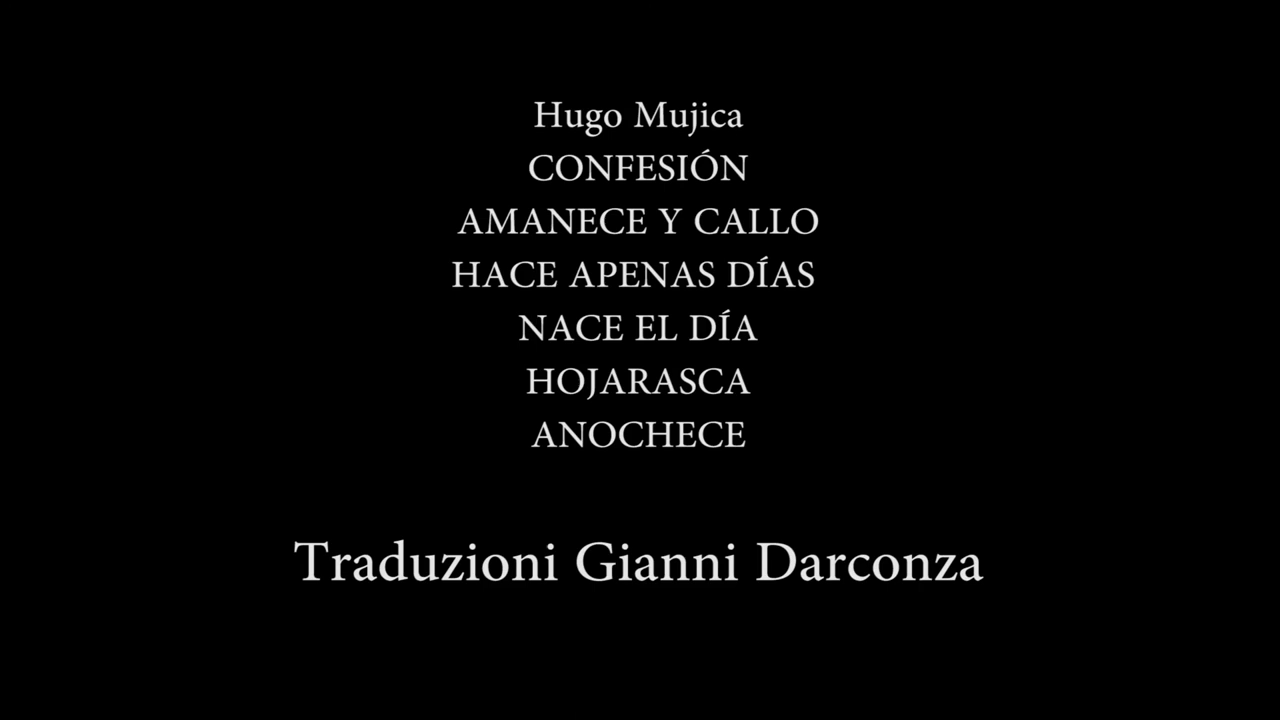 Hugo Mujica
CONFESIÓN
AMANECE Y CALLO
HACE APENAS DÍAS
NACE EL DÍA
HOJARASCA
ANOCHECE
Traduzioni Gianni Darconza